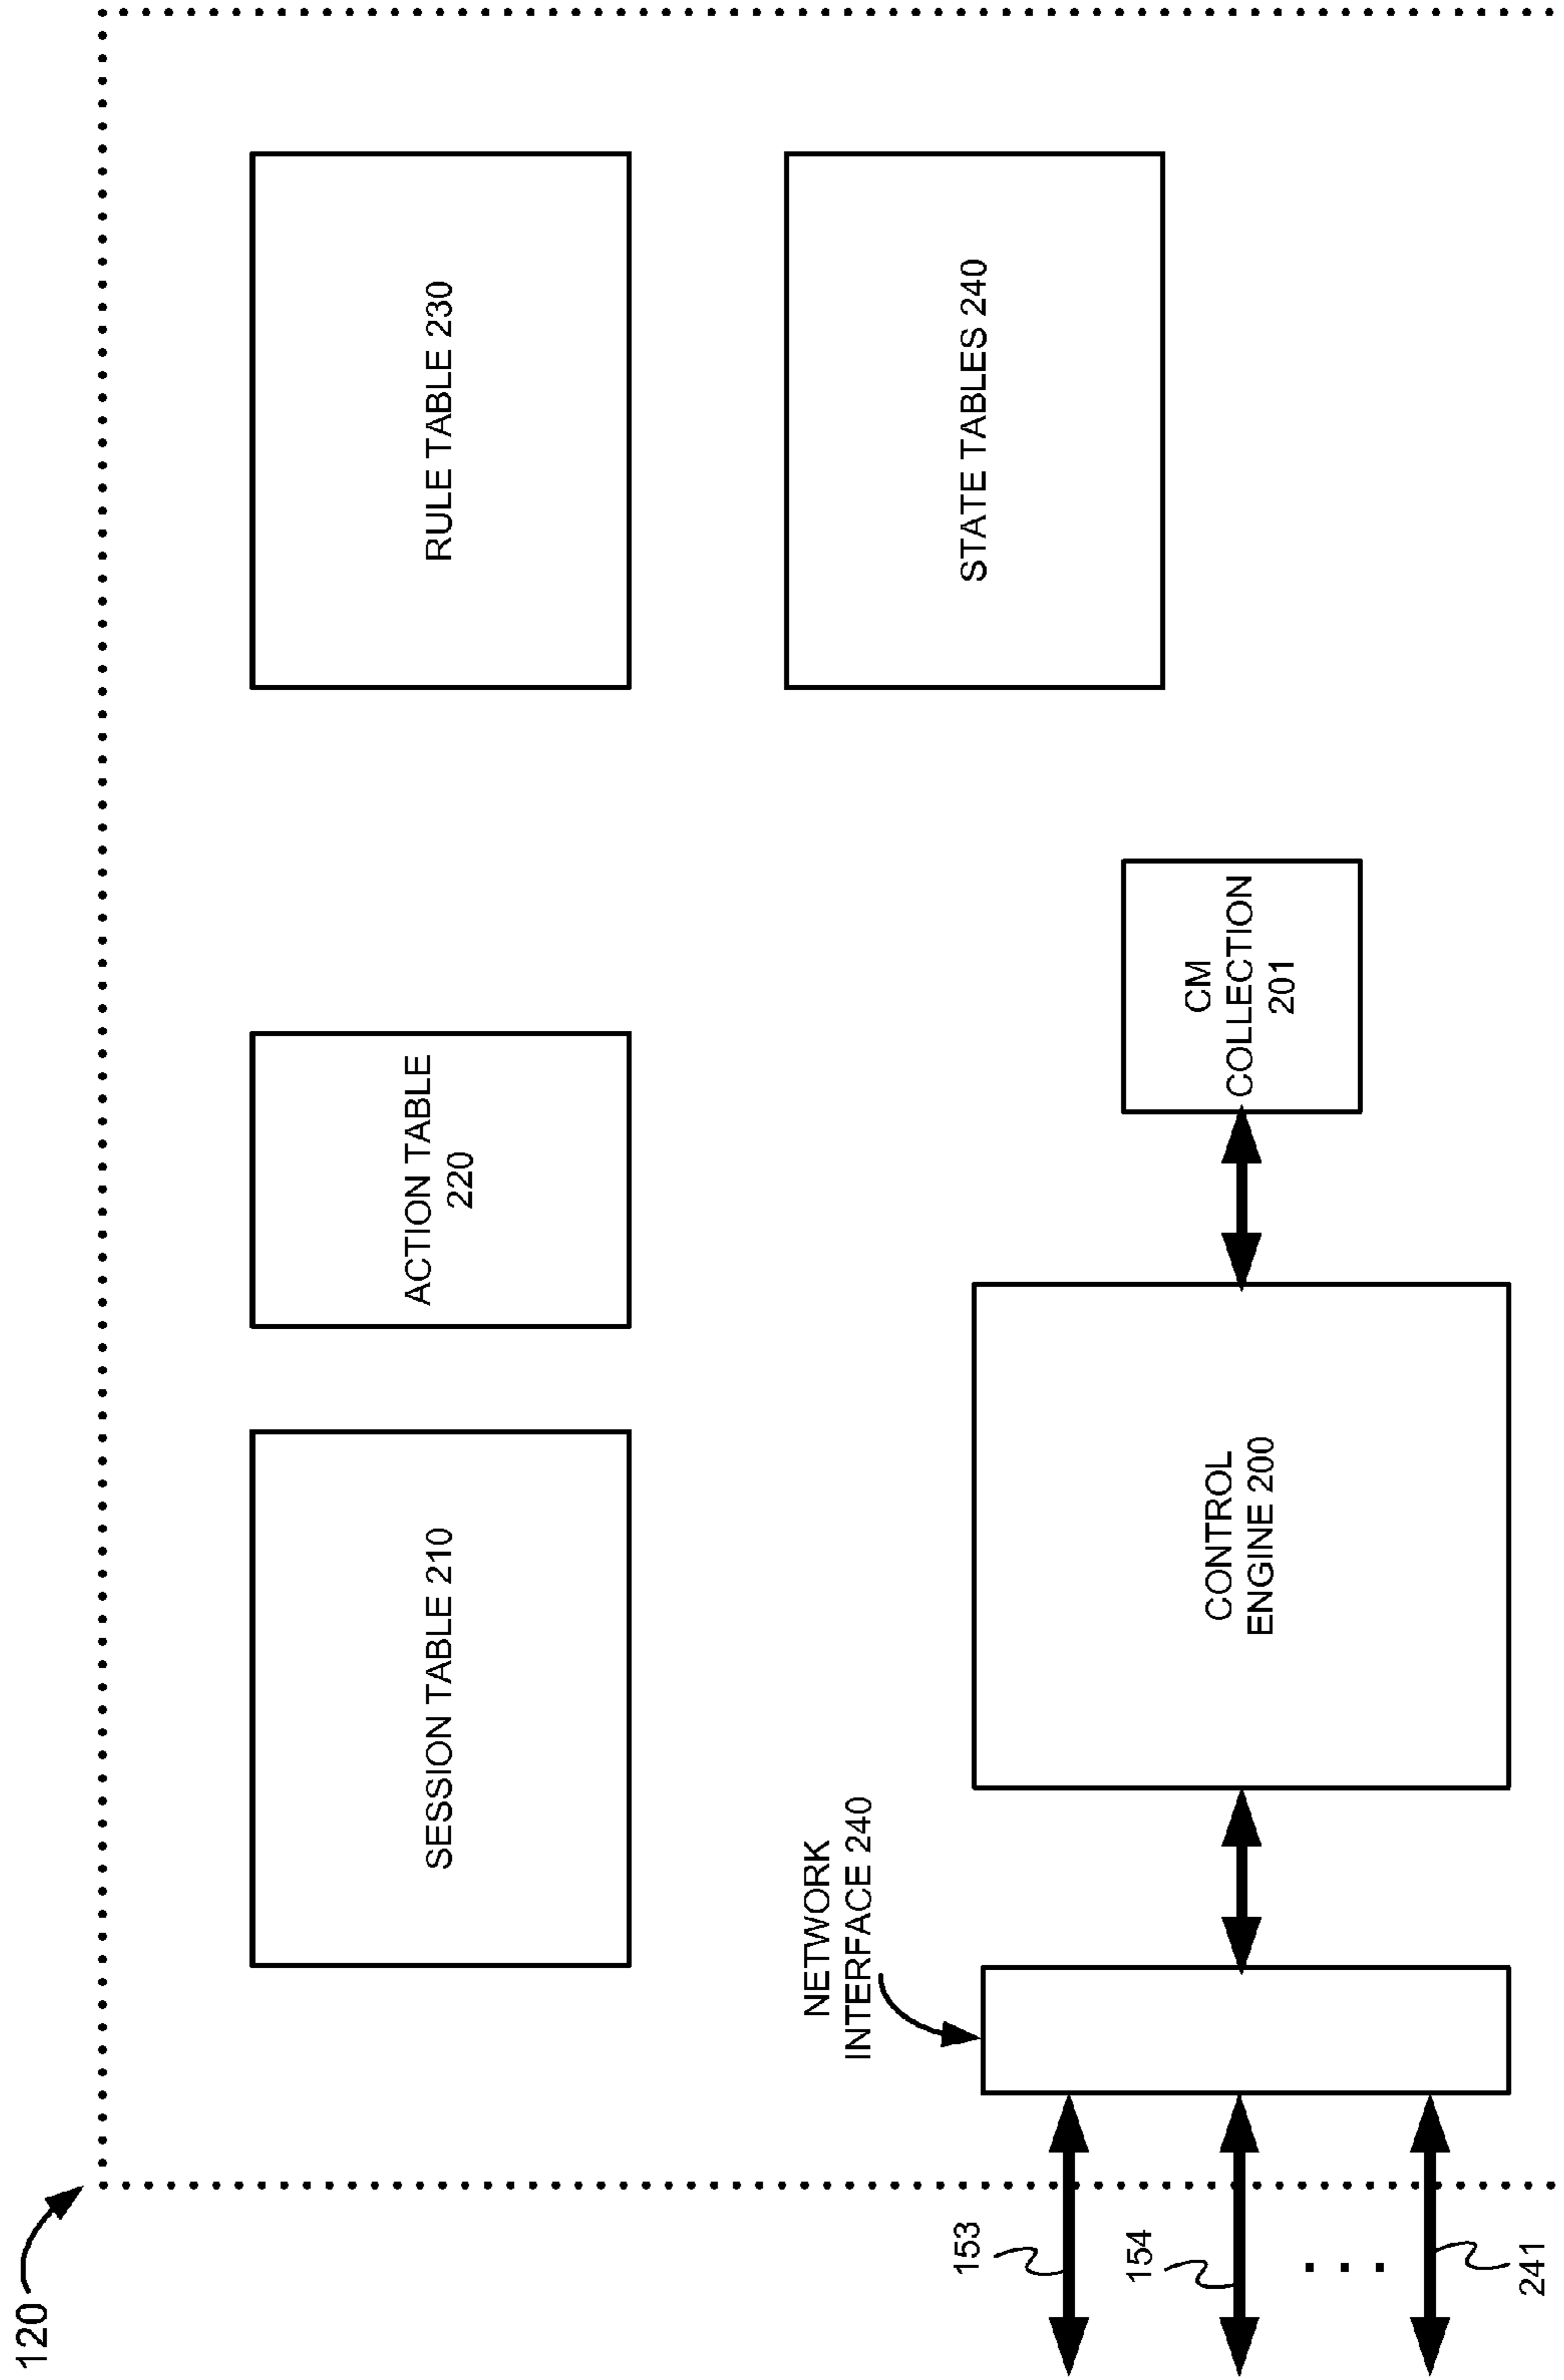 120
SESSION TABLE 210
ACTION TABLE
220
RULE TABLE 230
NETWORK
INTERFACE 240
STATE TABLES 240
153
154
. . .
241
CONTROL
ENGINE 200
CM
COLLECTION
201